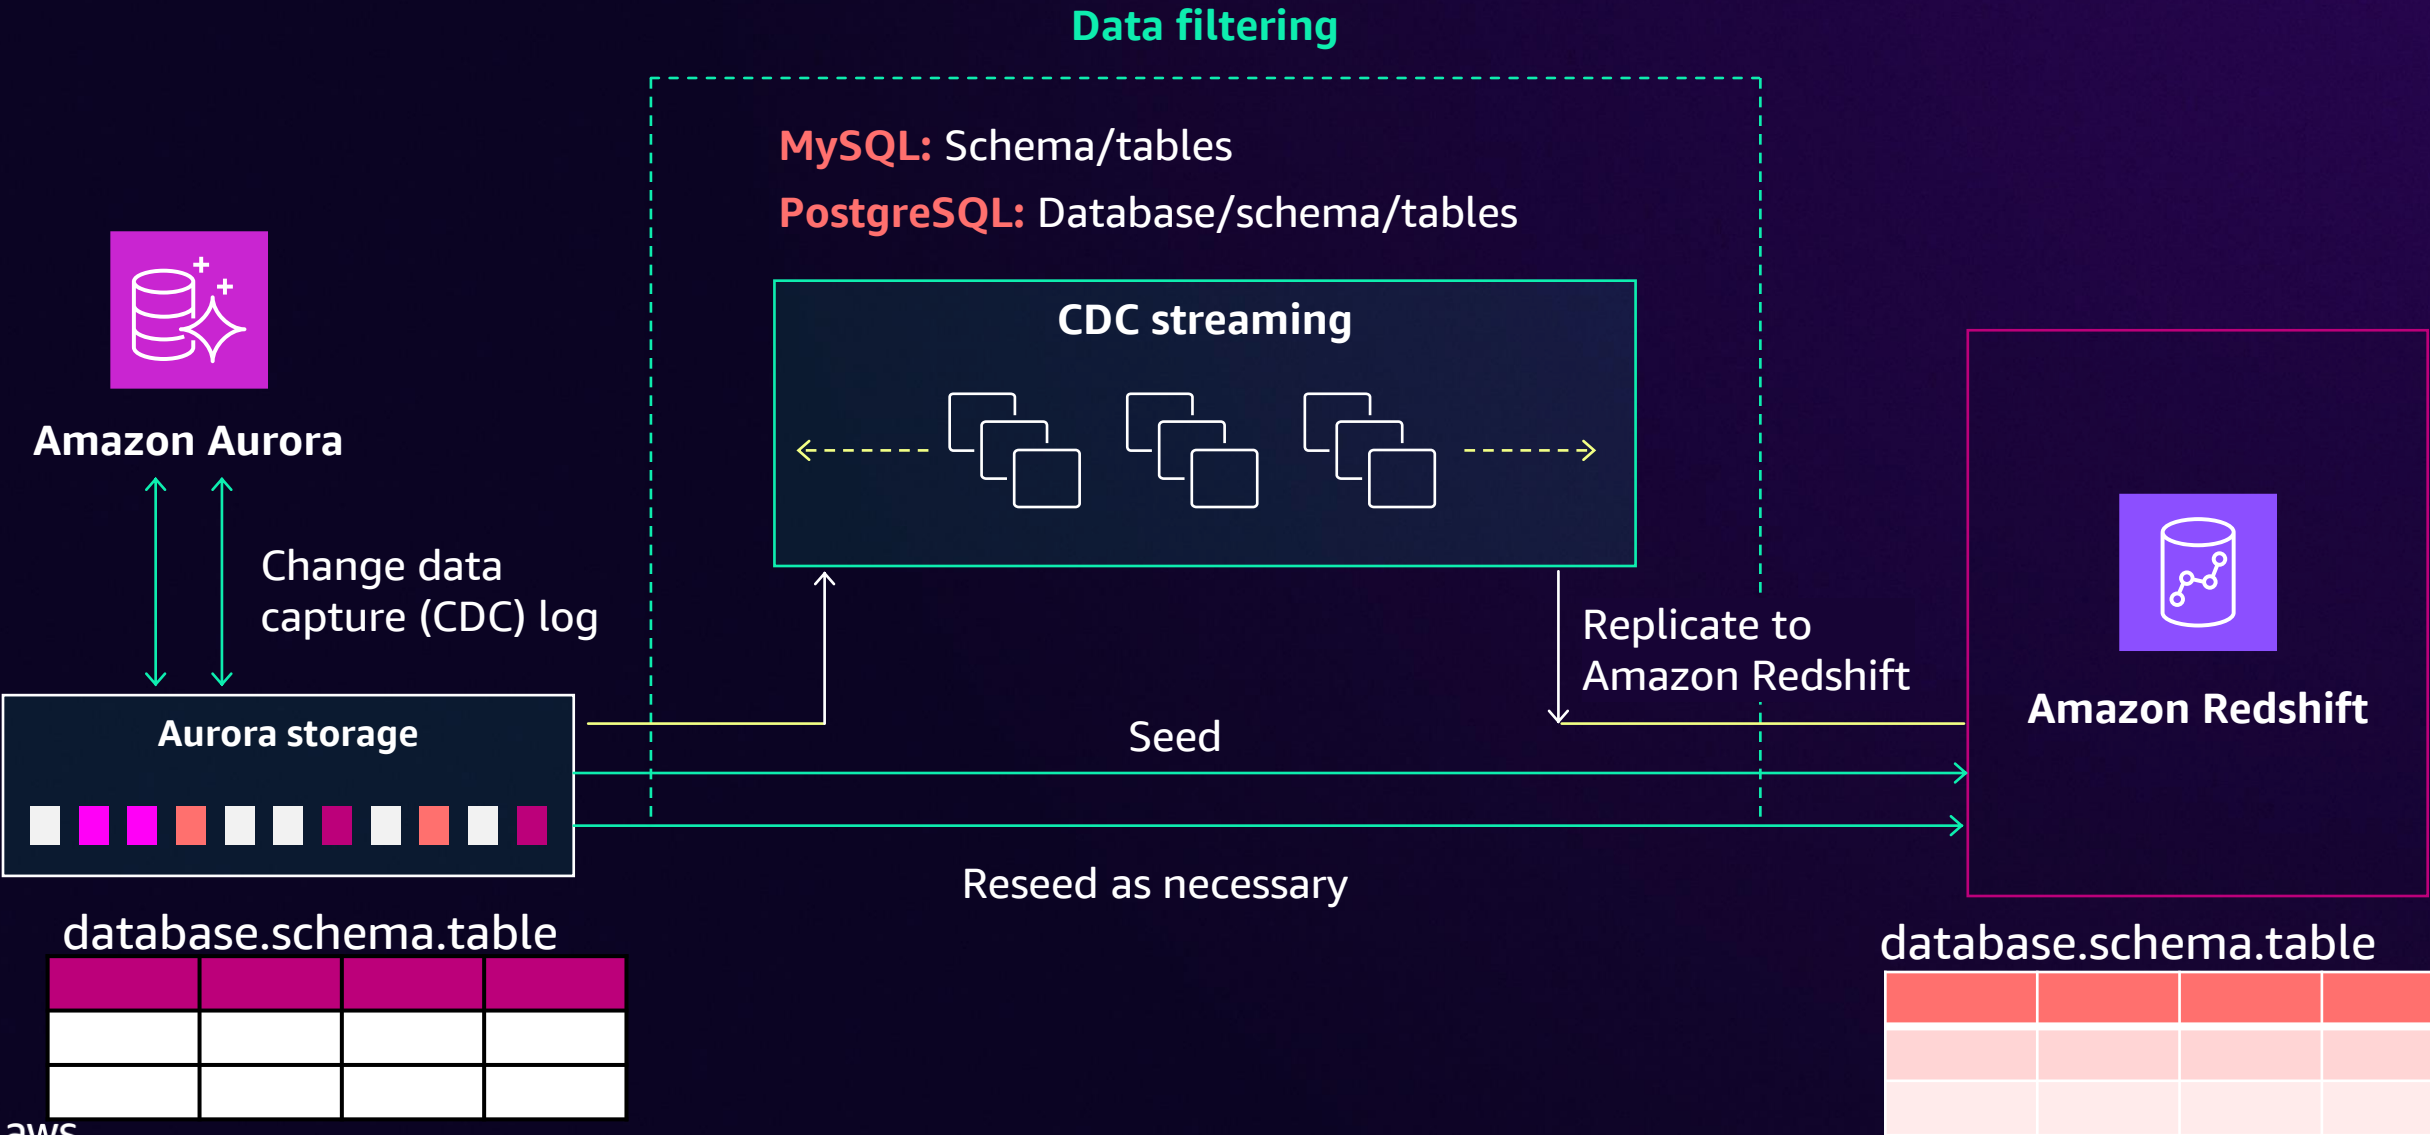 Data filtering
MySQL: Schema/tables
PostgreSQL: Database/schema/tables
CDC streaming
Amazon Aurora
Change data
capture (CDC) log
Replicate to
Amazon Redshift
Amazon Redshift
Aurora storage
Seed
Reseed as necessary
database.schema.table
database.schema.table
aws